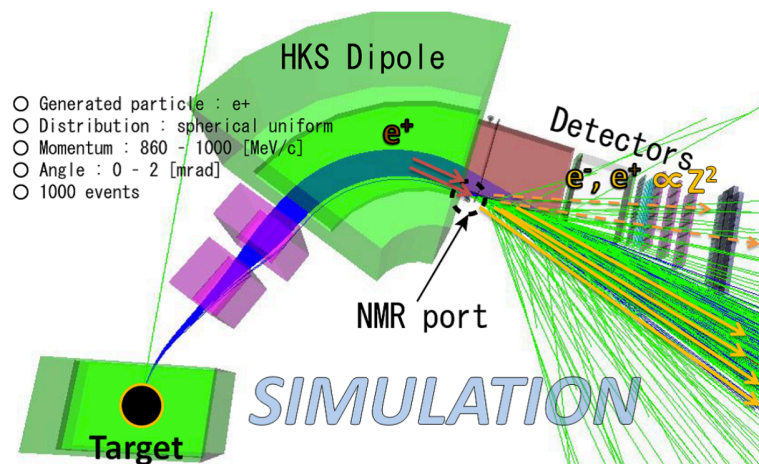 HKS Dipole
○ Generated particle : e+
○ Distribution : spherical uniform
○ Momentum : 860 - 1000 [MeV/c]
○ Angle : 0 - 2 [mrad]
○ 1000 events
e⁺
Detectors
e⁻, e⁺ ∝ Z²
NMR port
SIMULATION
Target